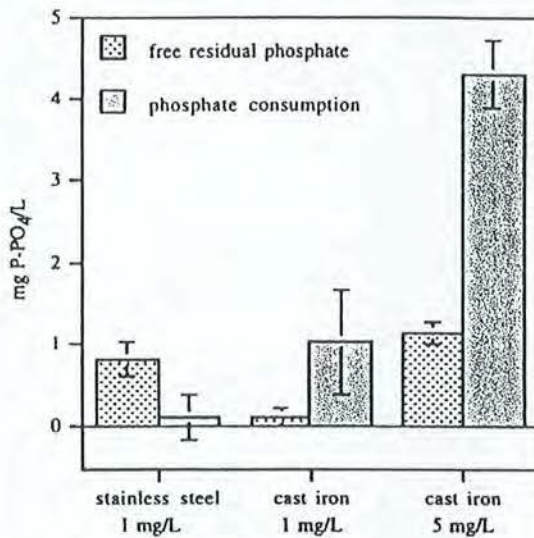 5
free residual phosphate
4
phosphate consumption
3
mg P-PO4/L
2
1
0
stainless steel cast iron cast iron
1 mg/L 1 mg/L 5 mg/L